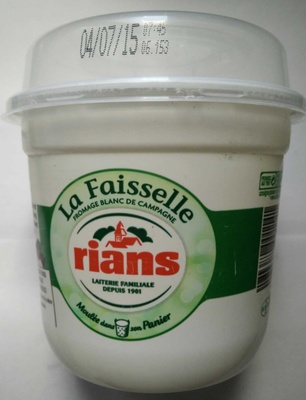 04/07/15 07:45
06.153
La Faisselle
FROMAGE BLANC DE CAMPAGNE
rians
LAITERIE FAMILIALE
DEPUIS 1901
Moulée dans son Panier